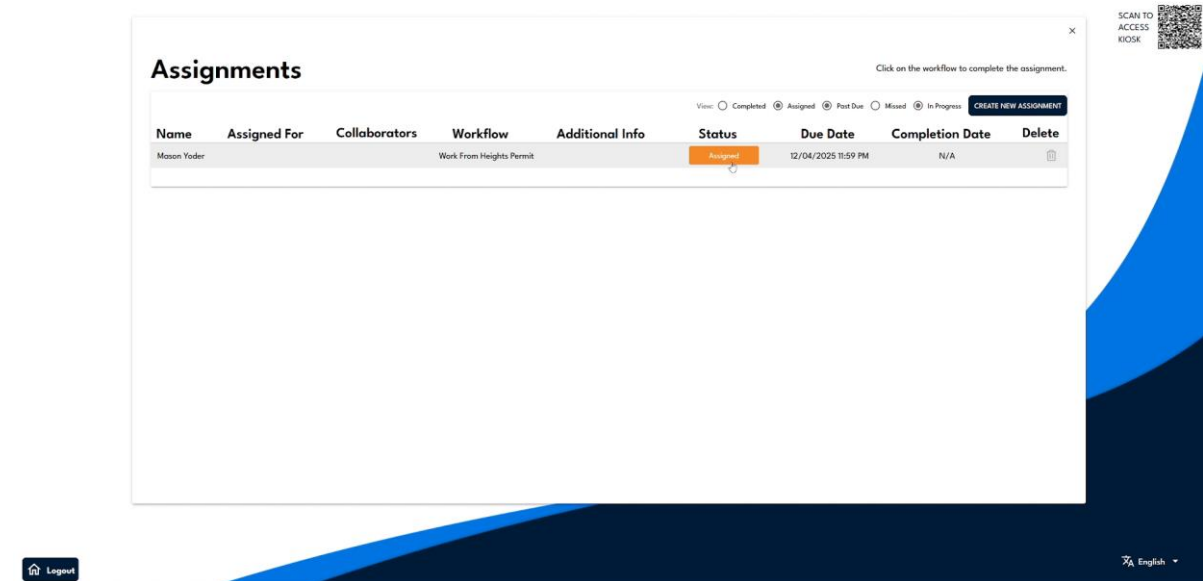 SCAN TO
ACCESS
KIOSK
×
Assignments
Click on the workflow to complete the assignment.
View: Completed Assigned Past Due Missed In Progress CREATE NEW ASSIGNMENT
Name Assigned For Collaborators Workflow Additional Info Status Due Date Completion Date Delete
Mason Yoder Work From Heights Permit Assigned 12/04/2025 11:59 PM N/A
Logout
English